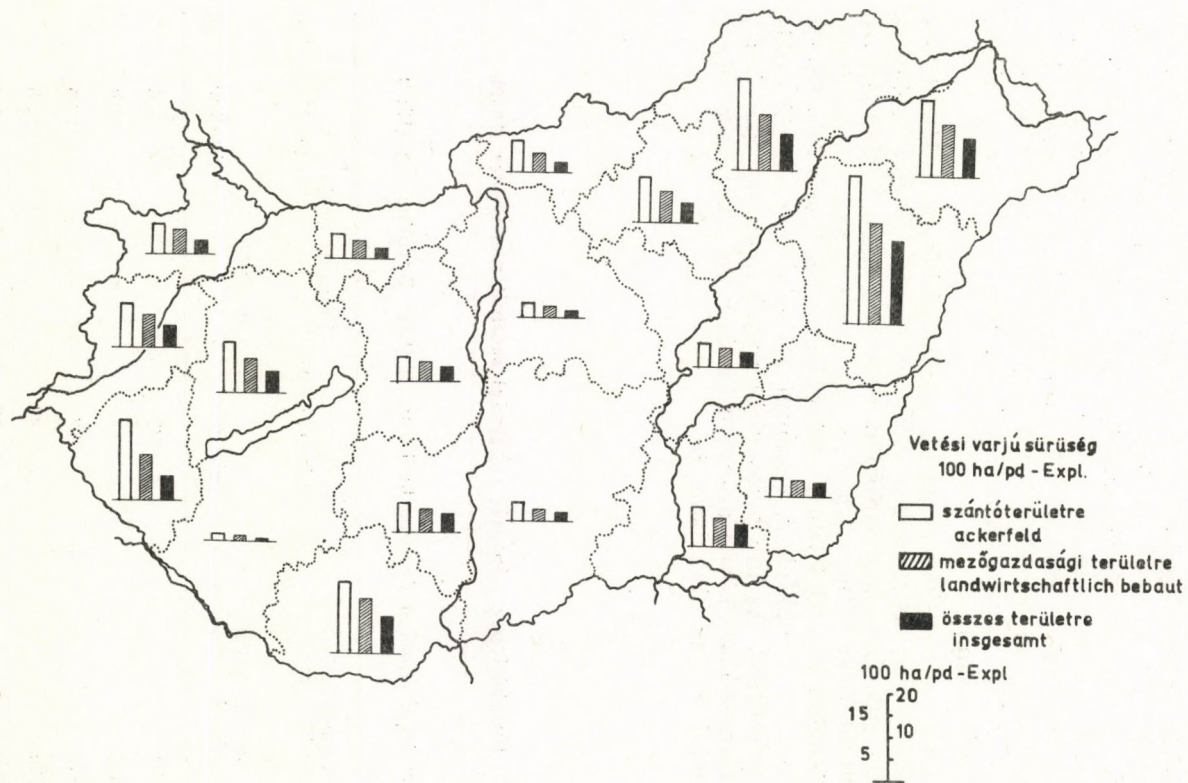 Vetési varjú sürüség
100 ha/pd - Expl.
szántóterületre
ackerfeld
mezőgazdasági területre
landwirtschaftlich bebaut
összes területre
insgesamt
100 ha/pd - Expl
20
15
10
5